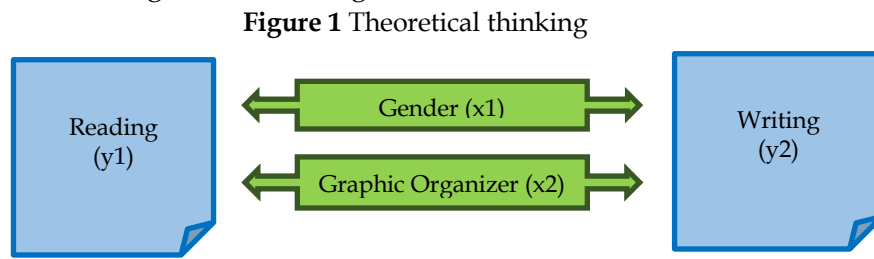 Figure 1 Theoretical thinking
Reading
(y1)
Gender (x1)
Graphic Organizer (x2)
Writing
(y2)